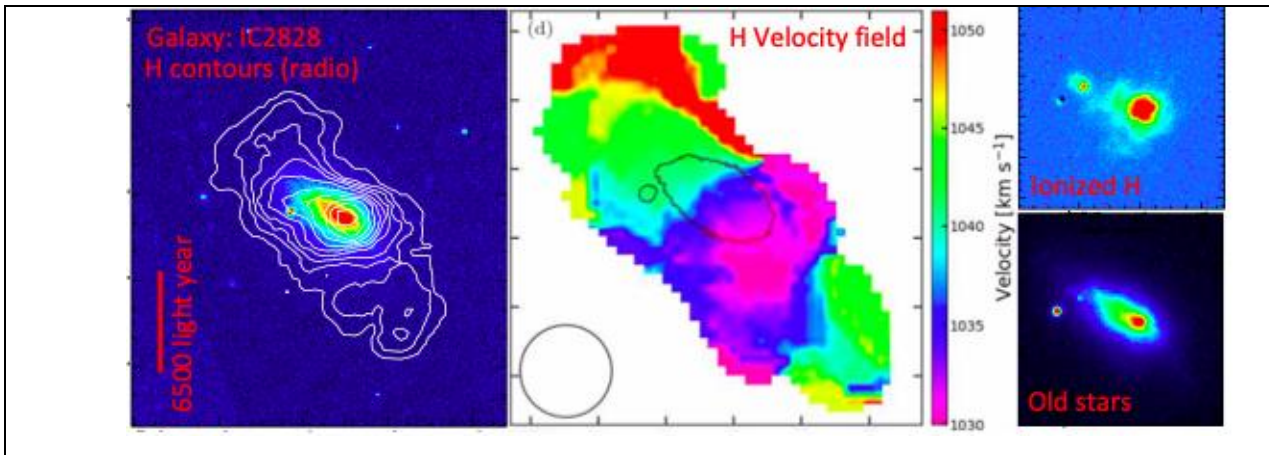 Galaxy: IC2828
H contours (radio)
6500 light year
(d)
H Velocity field
1050
1045
1040
1035
1030
Velocity [km s⁻¹]
Ionized H
Old stars